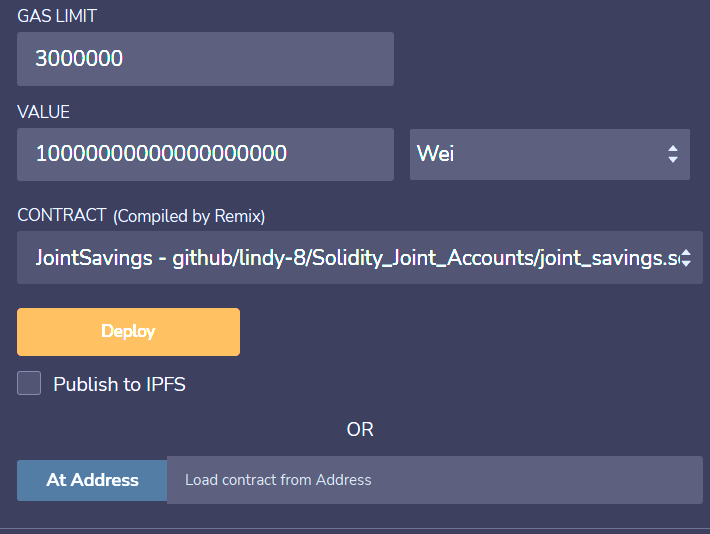 GAS LIMIT
3000000
VALUE
10000000000000000000
Wei
CONTRACT (Compiled by Remix)
JointSavings - github/lindy-8/Solidity_Joint_Accounts/joint_savings.s
Deploy
Publish to IPFS
OR
At Address
Load contract from Address